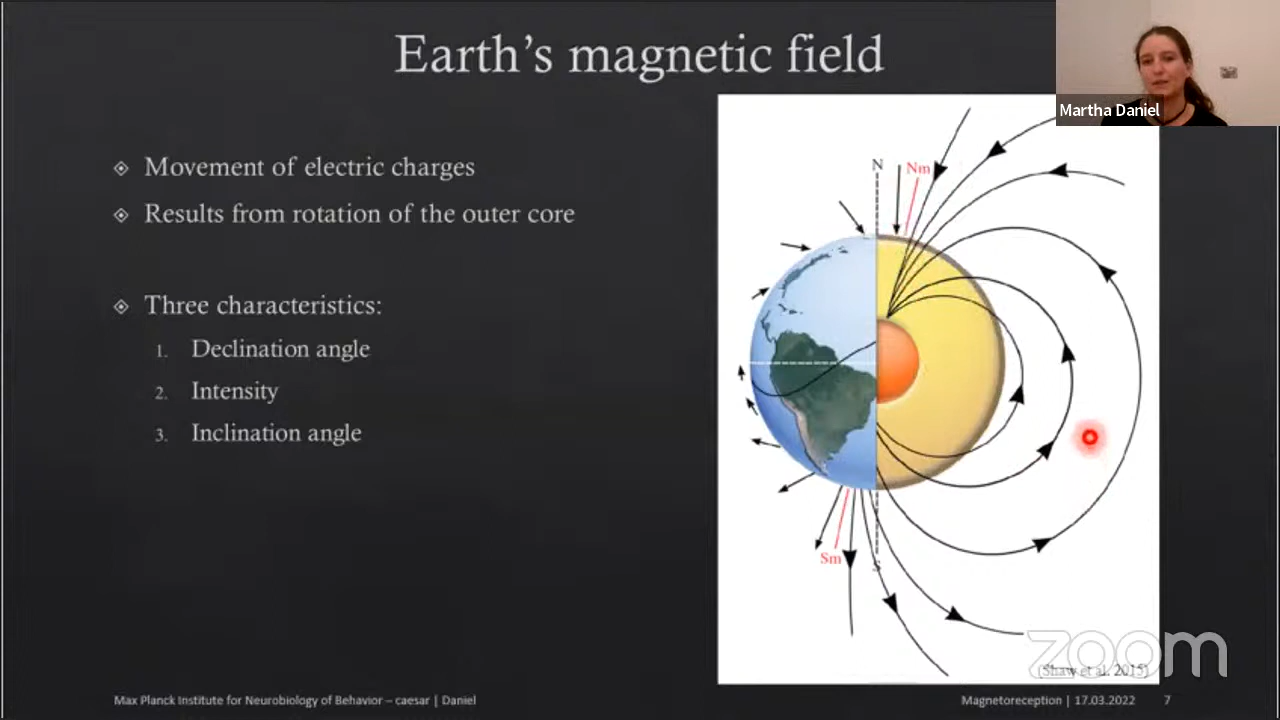 Earth's magnetic field
Martha Daniel
◈ Movement of electric charges
◈ Results from rotation of the outer core
◈ Three characteristics:
1. Declination angle
2. Intensity
3. Inclination angle
N
Nm
Sm
S
zoom
(Shaw et al. 2015)
Max Planck Institute for Neurobiology of Behavior – caesar | Daniel
Magnetoreception | 17.03.2022 7